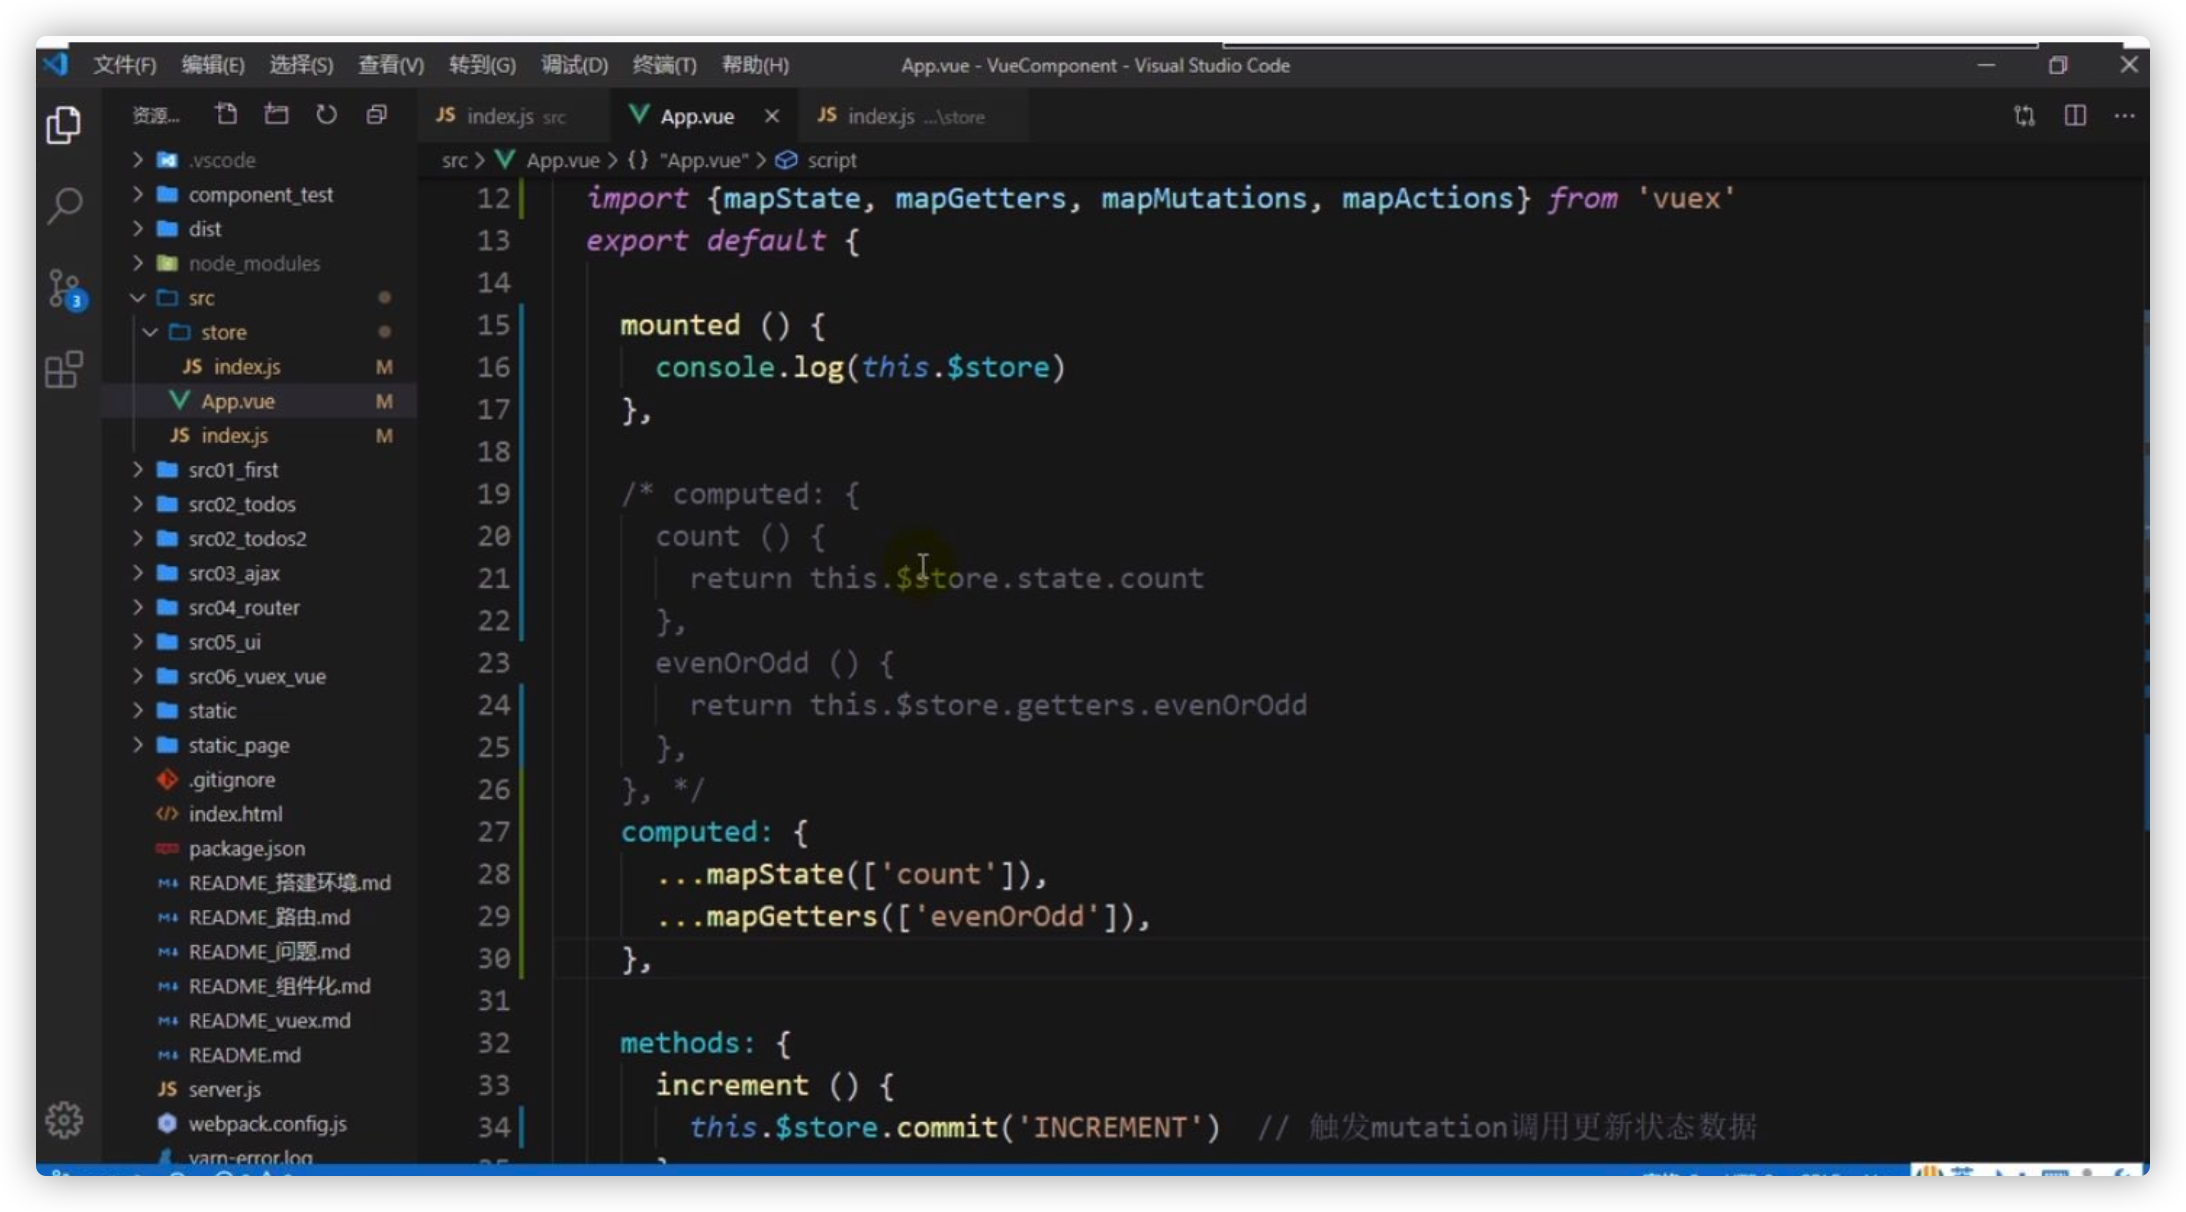 文件(F) 编辑(E) 选择(S) 查看(V) 转到(G) 调试(D) 终端(T) 帮助(H) App.vue - VueComponent - Visual Studio Code
资源...
JS index.js src
App.vue
JS index.js ...\store
src > App.vue > {} "App.vue" > script
.vscode
component_test
dist
node_modules
src
store
JS index.js M
App.vue M
JS index.js M
src01_first
src02_todos
src02_todos2
src03_ajax
src04_router
src05_ui
src06_vuex_vue
static
static_page
.gitignore
index.html
package.json
README_搭建环境.md
README_路由.md
README_问题.md
README_组件化.md
README_vuex.md
README.md
JS server.js
webpack.config.js
yarn-error.log
3
12 import {mapState, mapGetters, mapMutations, mapActions} from 'vuex'
13 export default {
14
15 mounted () {
16 console.log(this.$store)
17 },
18
19 /* computed: {
20 count () {
21 return this.$store.state.count
22 },
23 evenOrOdd () {
24 return this.$store.getters.evenOrOdd
25 },
26 }, */
27 computed: {
28 ...mapState(['count']),
29 ...mapGetters(['evenOrOdd']),
30 },
31
32 methods: {
33 increment () {
34 this.$store.commit('INCREMENT') // 触发mutation调用更新状态数据